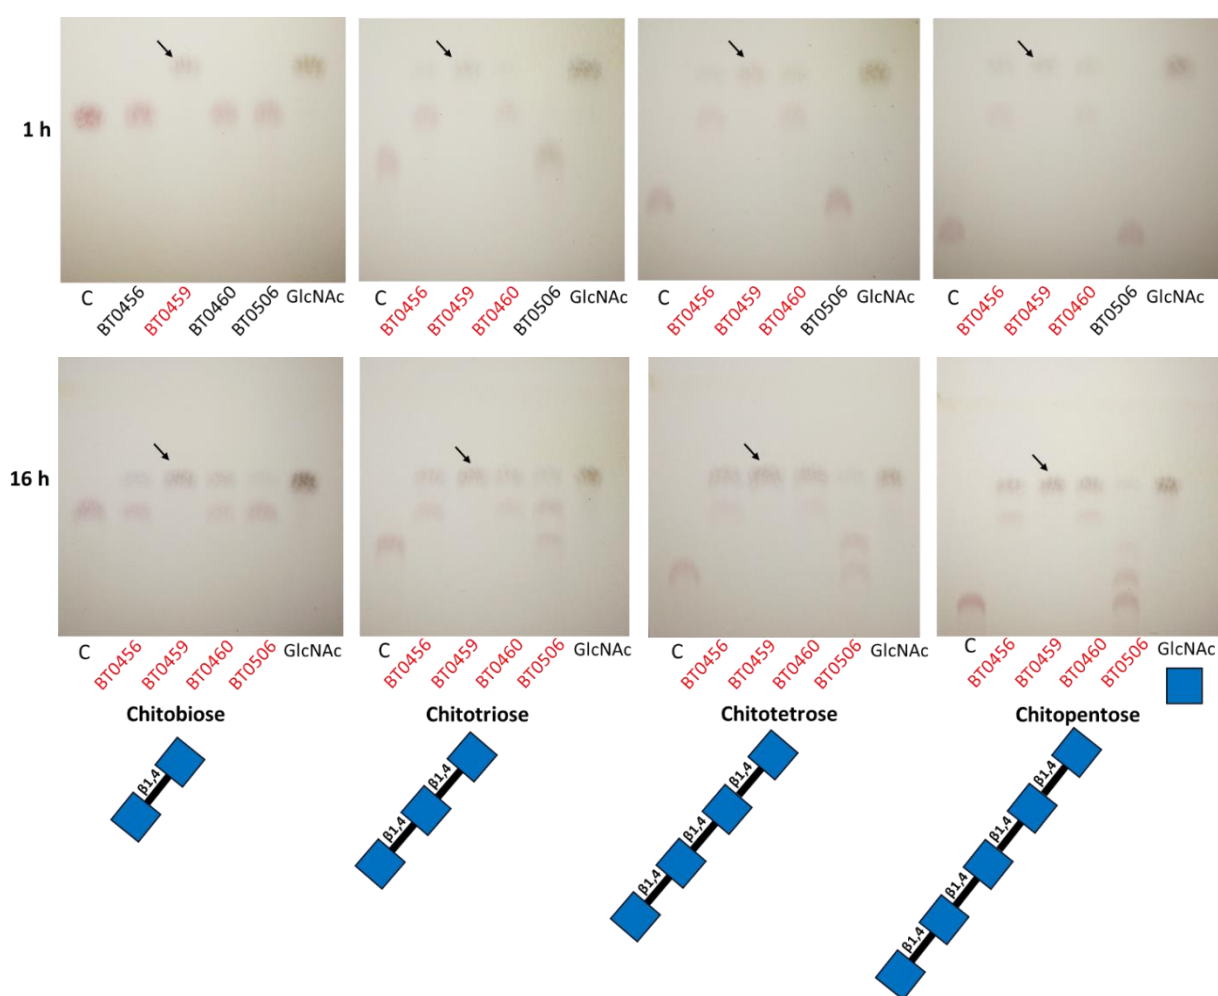 1 h
C BT0456 BT0459 BT0460 BT0506 GlcNAc
C BT0456 BT0459 BT0460 BT0506 GlcNAc
C BT0456 BT0459 BT0460 BT0506 GlcNAc
C BT0456 BT0459 BT0460 BT0506 GlcNAc
16 h
C BT0456 BT0459 BT0460 BT0506 GlcNAc
C BT0456 BT0459 BT0460 BT0506 GlcNAc
C BT0456 BT0459 BT0460 BT0506 GlcNAc
C BT0456 BT0459 BT0460 BT0506 GlcNAc
Chitobiose
β1,4
Chitotriose
β1,4
β1,4
Chitotetrose
β1,4
β1,4
β1,4
Chitopentose
β1,4
β1,4
β1,4
β1,4